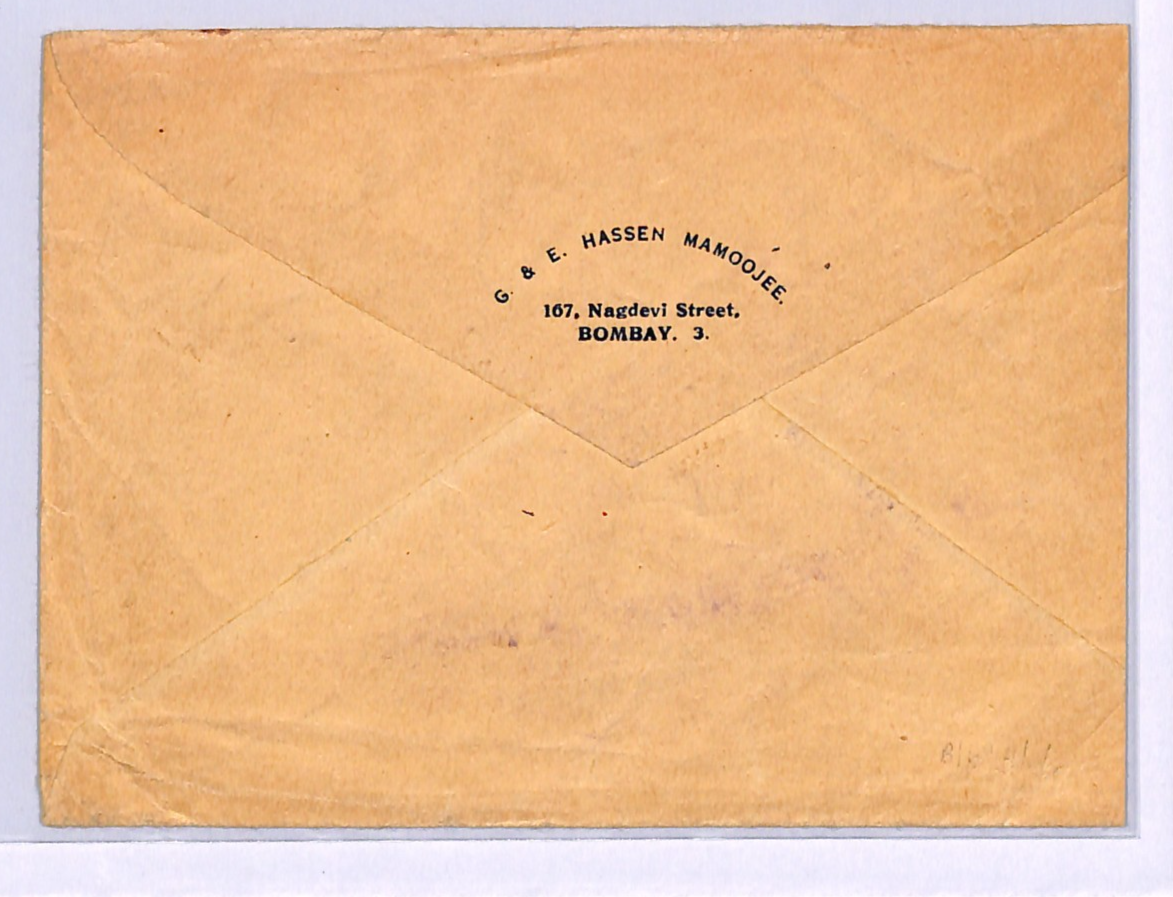 G. & E. HASSEN MAMOOJEE.
167, Nagdevi Street,
BOMBAY. 3.